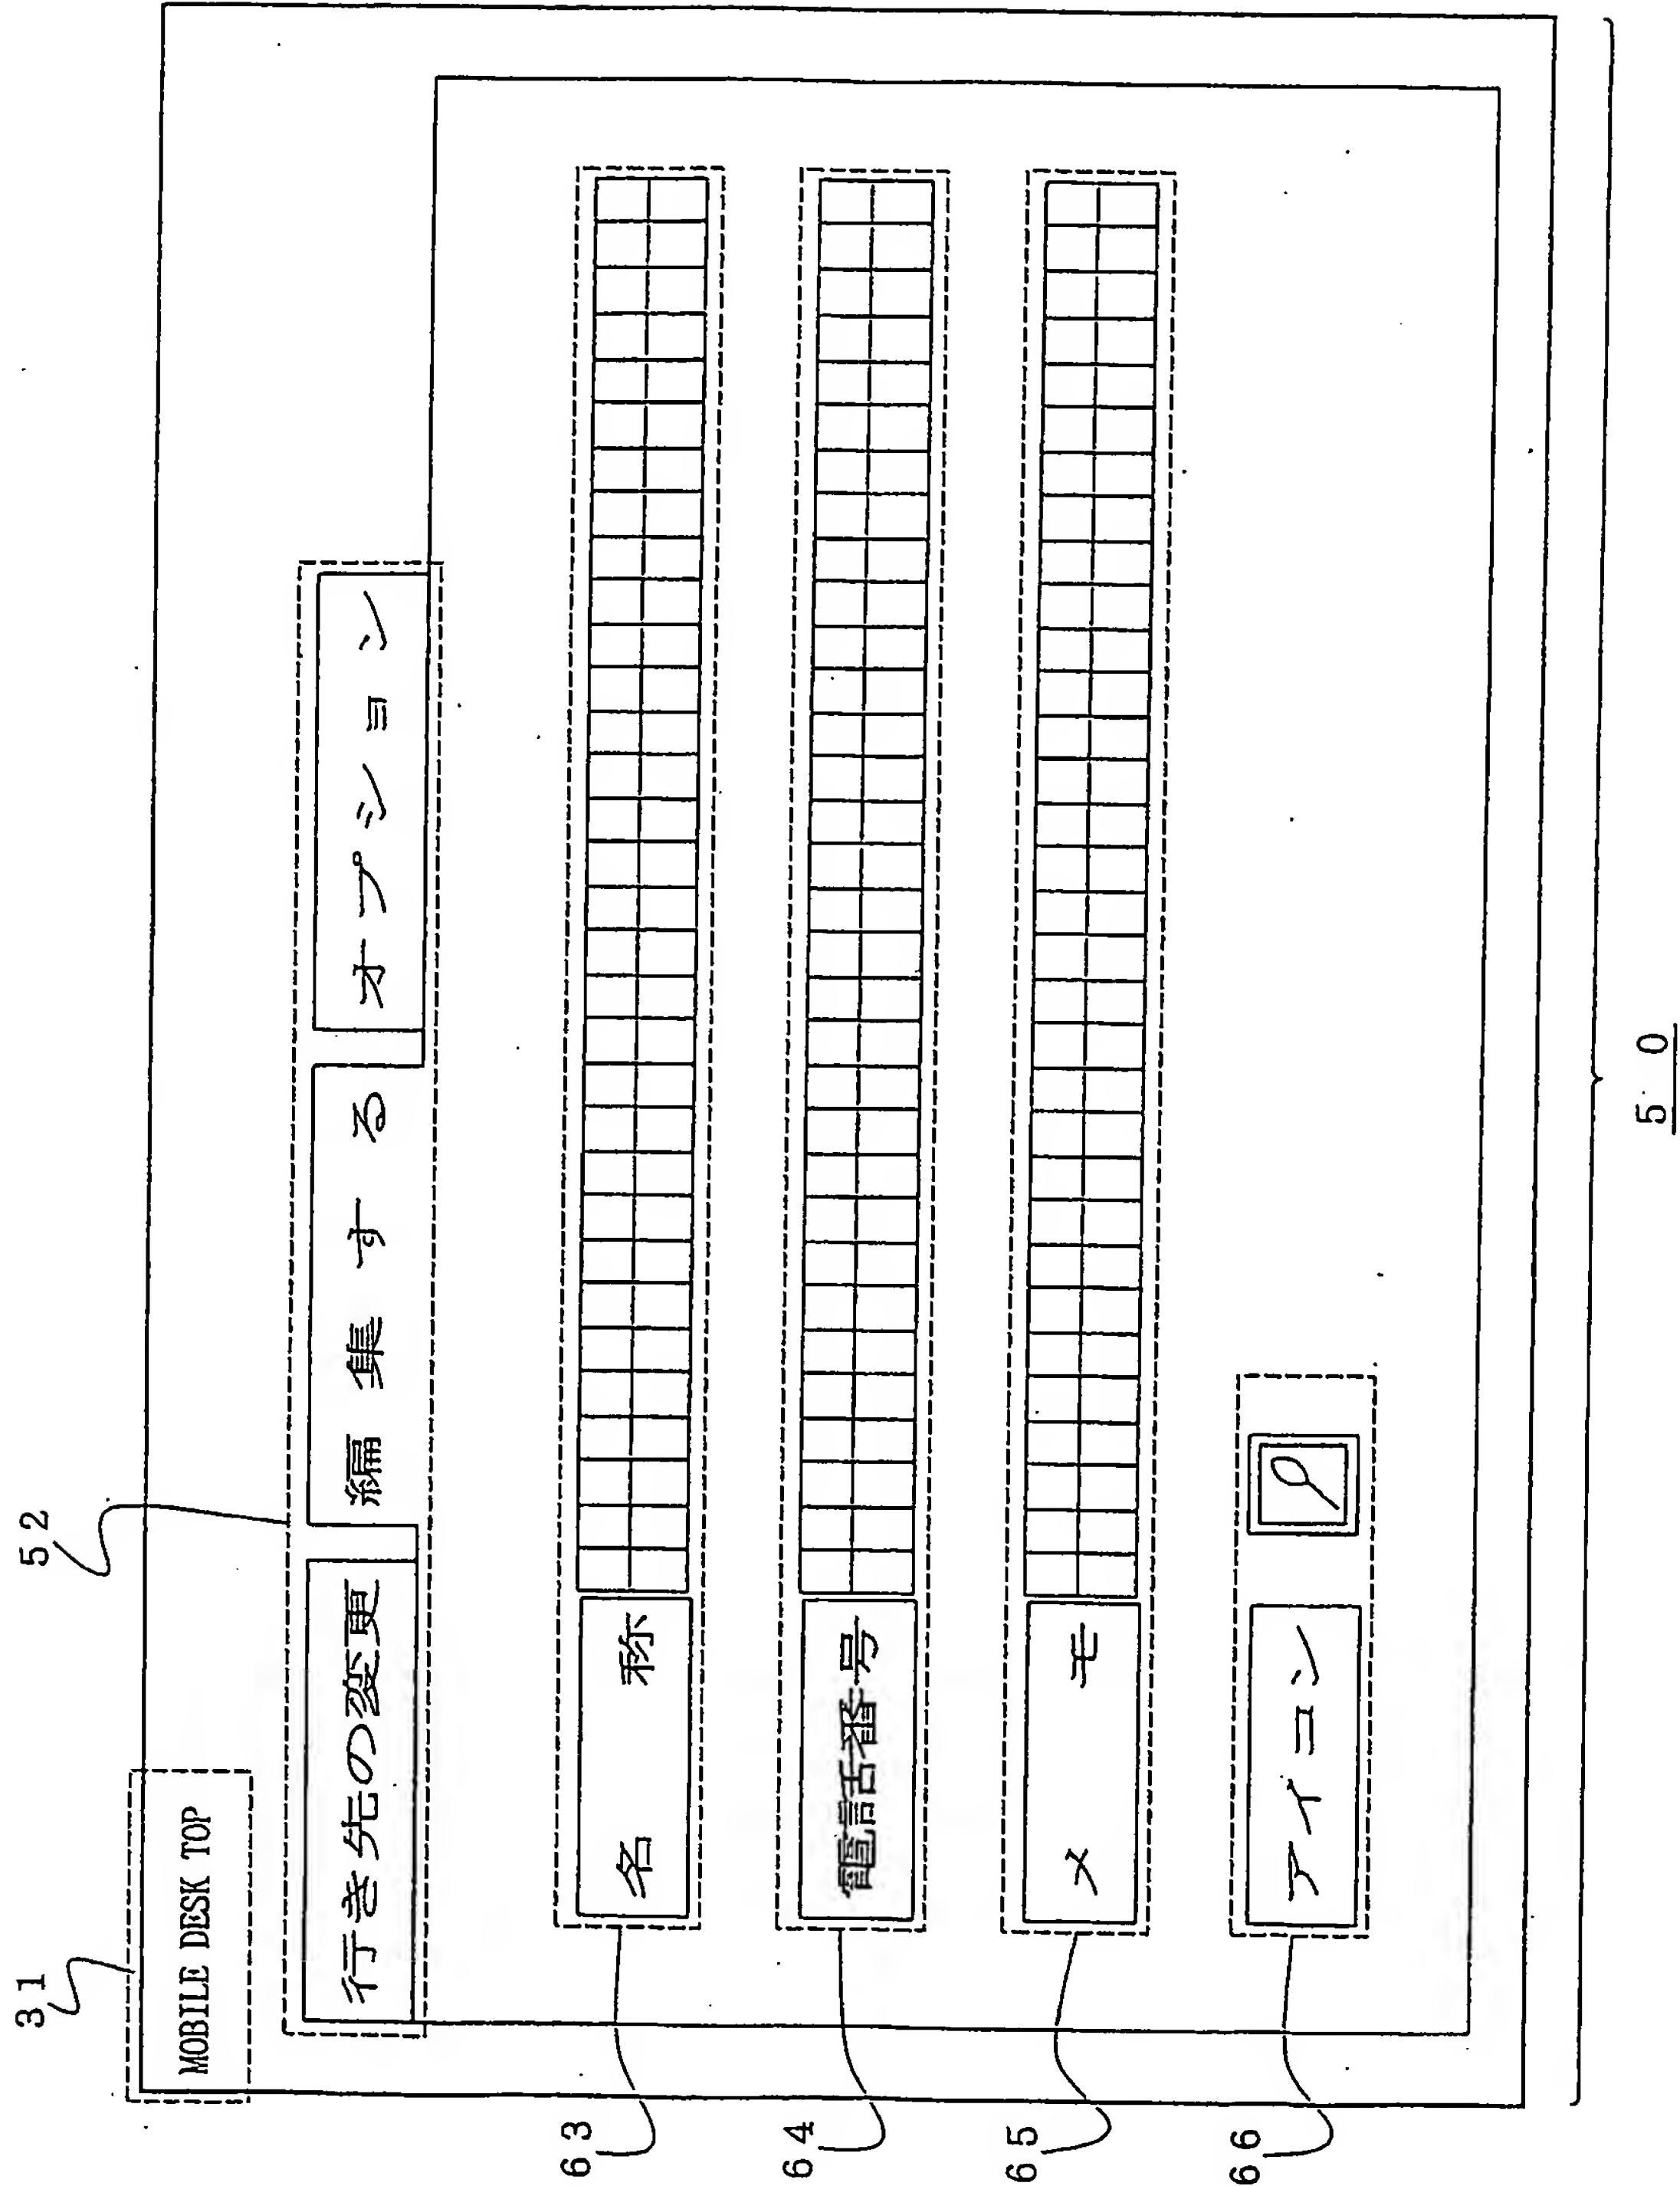 31
MOBILE DESK TOP
52
行き先の変更 編集する オプション
63 名称
64 電話番号
65 メモ
66 アイコン
50